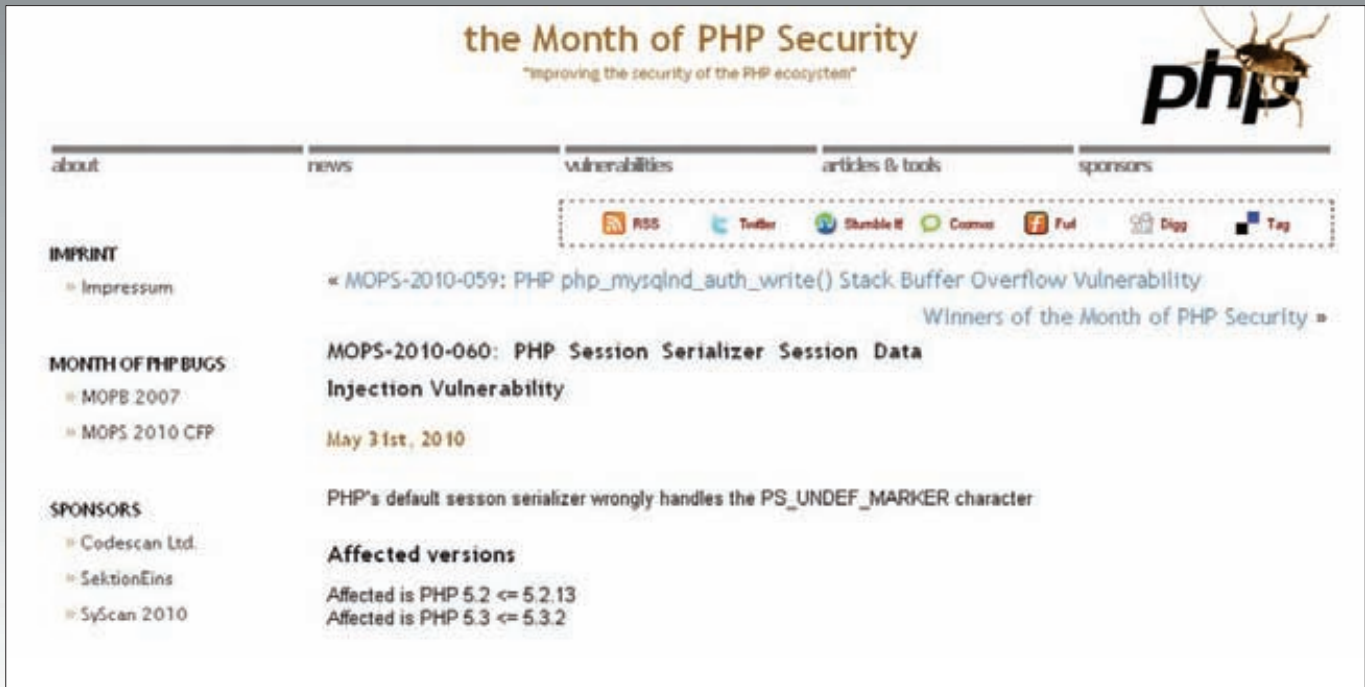 the Month of PHP Security
"improving the security of the PHP ecosystem"
php
about
news
vulnerabilities
articles & tools
sponsors
RSS
Twitter
Stumble It!
Cosmos
Furl
Digg
Tag
IMPRINT
» Impressum
MONTH OF PHP BUGS
» MOPB 2007
» MOPS 2010 CFP
SPONSORS
» Codescan Ltd.
» SektionEins
» SyScan 2010
« MOPS-2010-059: PHP php_mysqlnd_auth_write() Stack Buffer Overflow Vulnerability
Winners of the Month of PHP Security »
MOPS-2010-060: PHP Session Serializer Session Data
Injection Vulnerability
May 31st, 2010
PHP's default sesson serializer wrongly handles the PS_UNDEF_MARKER character
Affected versions
Affected is PHP 5.2 <= 5.2.13
Affected is PHP 5.3 <= 5.3.2